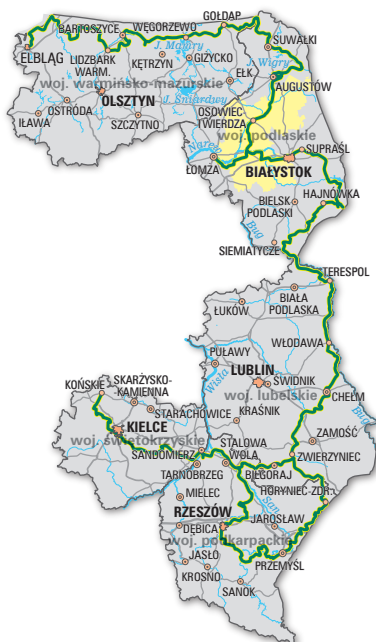 GOŁDAP
WĘGORZEWO
BARTOSZYCE
SUWAŁKI
J. Mamry
ELBLĄG
LIDZBARK
WARM.
GIŻYCKO
J. Wigry
KĘTRZYN
EŁK
AUGUSTÓW
woj. warmińsko-mazurskie
OLSZTYN
J. Śniardwy
OSTRÓDA
OSOWIEC
TWIERDZA
IŁAWA
SZCZYTNO
woj. podlaskie
Narew
SUPRAŚL
ŁOMŻA
BIAŁYSTOK
HAJNÓWKA
BIELSK
PODLASKI
Bug
SIEMIATYCZE
TERESPOL
BIAŁA
PODLASKA
ŁUKÓW
WŁODAWA
PUŁAWY
LUBLIN
Wisła
ŚWIDNIK
KOŃSKIE
SKARŻYSKO-
KAMIENNA
woj. lubelskie
CHEŁM
Bug
STARACHOWICE
KRAŚNIK
KIELCE
ZAMOŚĆ
woj. świętokrzyskie
STALOWA
WOLA
SANDOMIERZ
ZWIERZYNIEC
TARNOBRZEG
BIŁGORAJ
MIELEC
HORYNIEC-ZDR.
San
RZESZÓW
DĘBICA
JAROSŁAW
woj. podkarpackie
JASŁO
PRZEMYŚL
KROSNO
SANOK